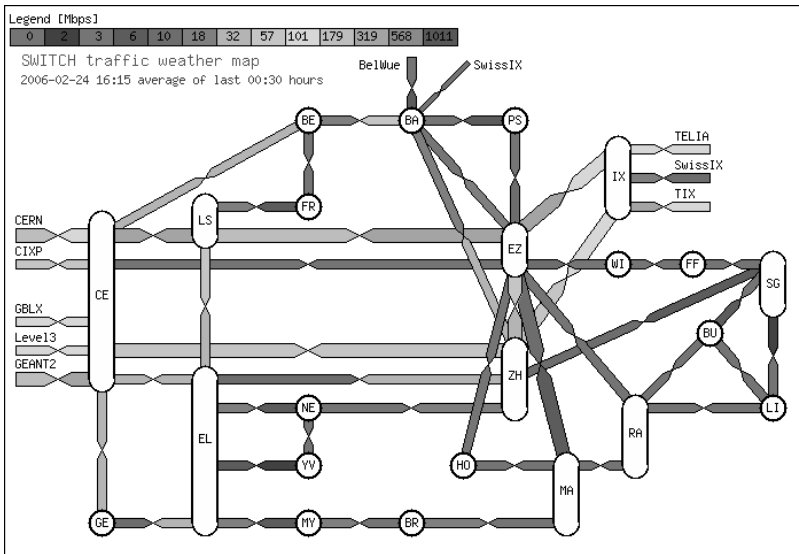 Legend [Mbps]
0 2 3 6 10 18 32 57 101 179 319 568 1011
SWITCH traffic weather map
2006-02-24 16:15 average of last 00:30 hours
BelWue
SwissIX
BE
BA
PS
TELIA
IX
SwissIX
TIX
LS
FR
CERN
EZ
CIXP
WI
FF
SG
CE
GBLX
BU
Level3
GEANT2
ZH
NE
LI
EL
RA
YV
HO
MA
GE
MY
BR